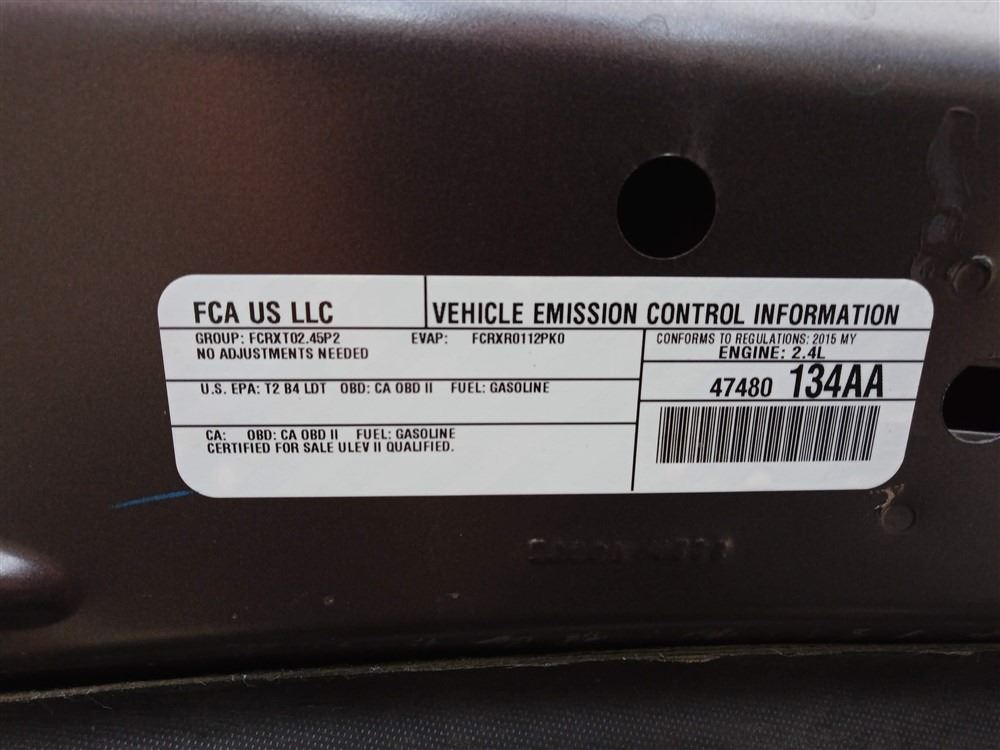 FCA US LLC
VEHICLE EMISSION CONTROL INFORMATION
GROUP: FCRXT02.45P2 EVAP: FCRXR0112PK0
NO ADJUSTMENTS NEEDED
CONFORMS TO REGULATIONS: 2015 MY
ENGINE: 2.4L
U.S. EPA: T2 B4 LDT OBD: CA OBD II FUEL: GASOLINE
47480 134AA
CA: OBD: CA OBD II FUEL: GASOLINE
CERTIFIED FOR SALE ULEV II QUALIFIED.